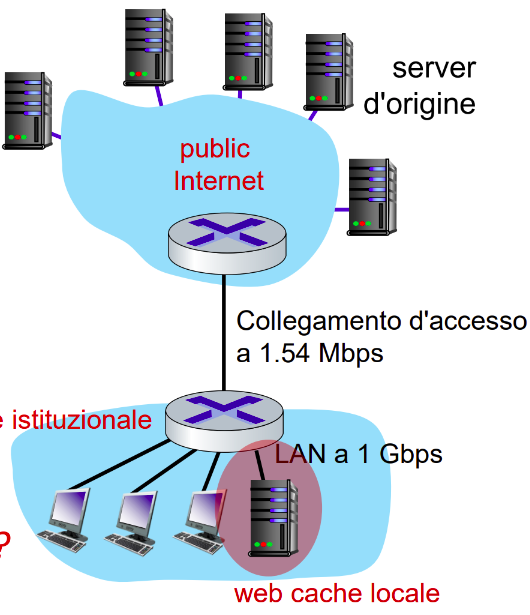 server
d'origine
public
Internet
Collegamento d'accesso
a 1.54 Mbps
e istituzionale
LAN a 1 Gbps
?
web cache locale